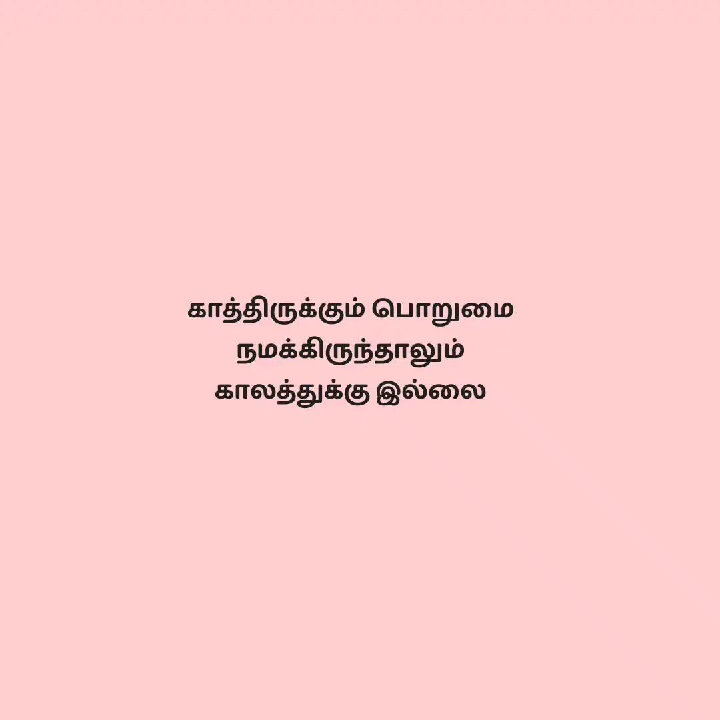 காத்திருக்கும் பொறுமை
நமக்கிருந்தாலும்
காலத்துக்கு இல்லை